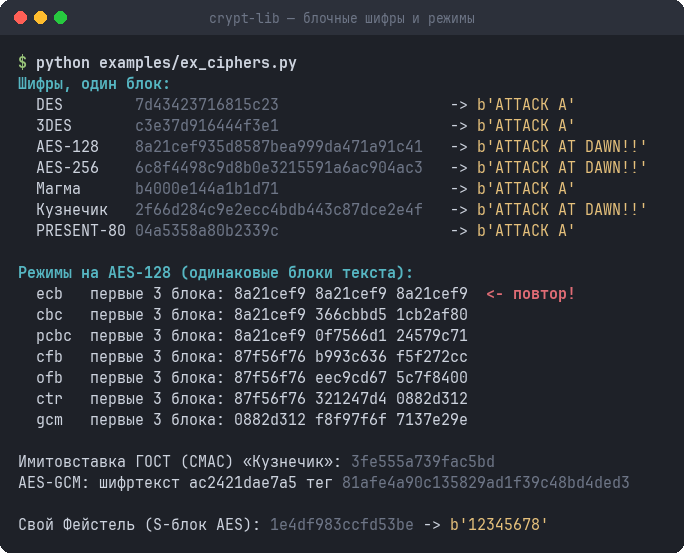 crypt-lib — блочные шифры и режимы
$ python examples/ex_ciphers.py
Шифры, один блок:
DES 7d43423716815c23 -> b'ATTACK A'
3DES c3e37d916444f3e1 -> b'ATTACK A'
AES-128 8a21cef935d8587bea999da471a91c41 -> b'ATTACK AT DAWN!!'
AES-256 6c8f4498c9d8b0e3215591a6ac904ac3 -> b'ATTACK AT DAWN!!'
Магма b4000e144a1b1d71 -> b'ATTACK A'
Кузнечик 2f66d284c9e2ecc4bdb443c87dce2e4f -> b'ATTACK AT DAWN!!'
PRESENT-80 04a5358a80b2339c -> b'ATTACK A'
Режимы на AES-128 (одинаковые блоки текста):
ecb первые 3 блока: 8a21cef9 8a21cef9 8a21cef9 <- повтор!
cbc первые 3 блока: 8a21cef9 366cbbd5 1cb2af80
pcbc первые 3 блока: 8a21cef9 0f7566d1 24579c71
cfb первые 3 блока: 87f56f76 b993c636 f5f272cc
ofb первые 3 блока: 87f56f76 eec9cd67 5c7f8400
ctr первые 3 блока: 87f56f76 321247d4 0882d312
gcm первые 3 блока: 0882d312 f8f97f6f 7137e29e
Имитовставка ГОСТ (CMAC) «Кузнечик»: 3fe555a739fac5bd
AES-GCM: шифртекст ac2421dae7a5 тег 81afe4a90c135829ad1f39c48bd4ded3
Свой Фейстель (S-блок AES): 1e4df983ccfd53be -> b'12345678'